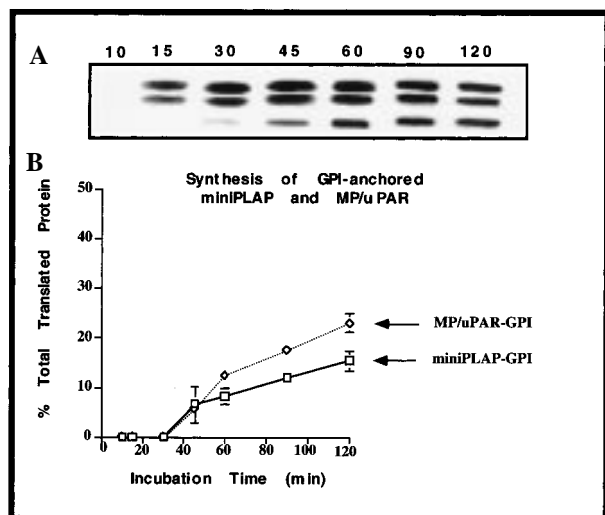 A
10 15 30 45 60 90 120
B
Synthesis of GPI-anchored
miniPLAP and MP/uPAR
% Total Translated Protein
50
40
30
20
10
0
MP/uPAR-GPI
miniPLAP-GPI
0 20 40 60 80 100 120
Incubation Time (min)